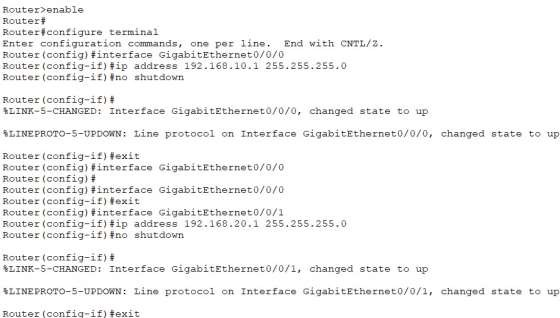 Router>enable
Router#
Router#configure terminal
Enter configuration commands, one per line.  End with CNTL/Z.
Router(config)#interface GigabitEthernet0/0/0
Router(config-if)#ip address 192.168.10.1 255.255.255.0
Router(config-if)#no shutdown
Router(config-if)#
%LINK-5-CHANGED: Interface GigabitEthernet0/0/0, changed state to up
%LINEPROTO-5-UPDOWN: Line protocol on Interface GigabitEthernet0/0/0, changed state to up
Router(config-if)#exit
Router(config)#interface GigabitEthernet0/0/0
Router(config)#
Router(config)#interface GigabitEthernet0/0/0
Router(config-if)#exit
Router(config)#interface GigabitEthernet0/0/1
Router(config-if)#ip address 192.168.20.1 255.255.255.0
Router(config-if)#no shutdown
Router(config-if)#
%LINK-5-CHANGED: Interface GigabitEthernet0/0/1, changed state to up
%LINEPROTO-5-UPDOWN: Line protocol on Interface GigabitEthernet0/0/1, changed state to up
Router(config-if)#exit